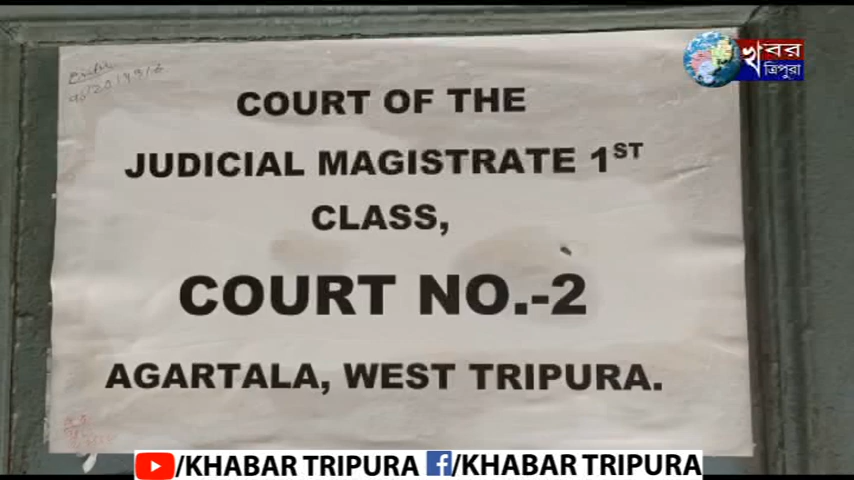 খবর
ত্রিপুরা
COURT OF THE
JUDICIAL MAGISTRATE 1ST
CLASS,
COURT NO.-2
AGARTALA, WEST TRIPURA.
/KHABAR TRIPURA /KHABAR TRIPURA